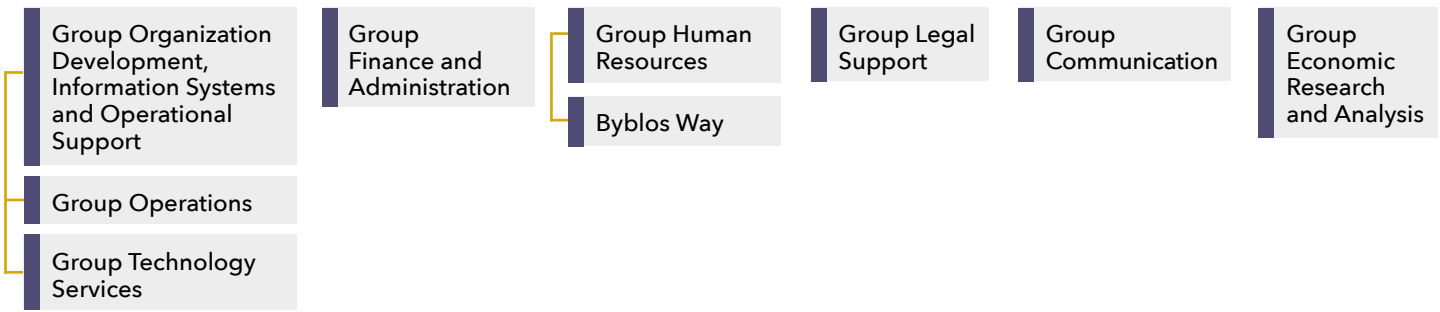 Group Organization
Development,
Information Systems
and Operational
Support
Group Operations
Group Technology
Services
Group
Finance and
Administration
Group Human
Resources
Byblos Way
Group Legal
Support
Group
Communication
Group
Economic
Research
and Analysis